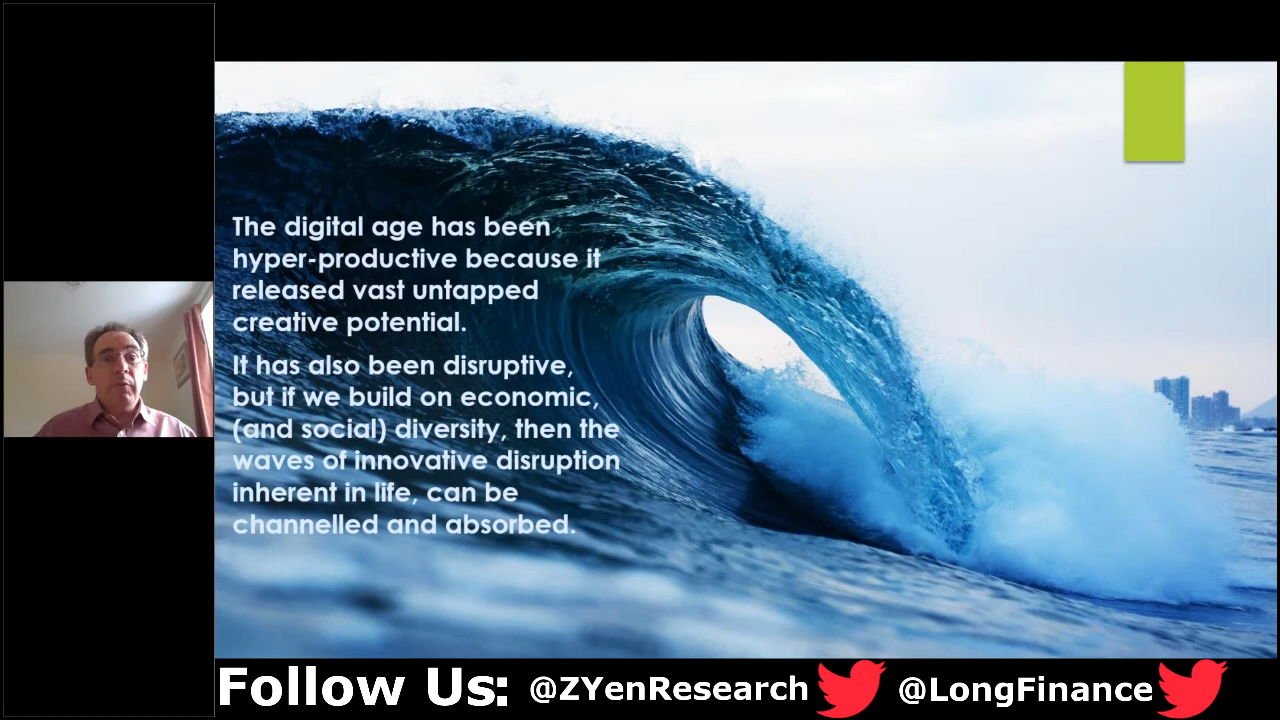 The digital age has been
hyper-productive because it
released vast untapped
creative potential.
It has also been disruptive,
but if we build on economic,
(and social) diversity, then the
waves of innovative disruption
inherent in life, can be
channelled and absorbed.
Follow Us: @ZYenResearch @LongFinance